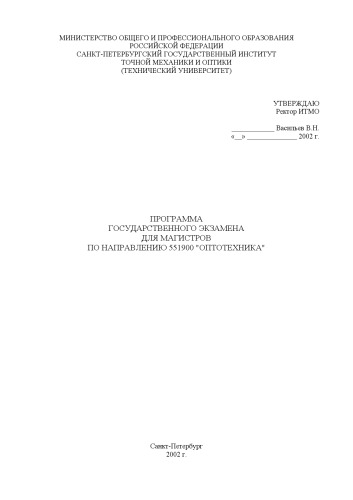 МИНИСТЕРСТВО ОБЩЕГО И ПРОФЕССИОНАЛЬНОГО ОБРАЗОВАНИЯ
РОССИЙСКОЙ ФЕДЕРАЦИИ
САНКТ-ПЕТЕРБУРГСКИЙ ГОСУДАРСТВЕННЫЙ ИНСТИТУТ
ТОЧНОЙ МЕХАНИКИ И ОПТИКИ
(ТЕХНИЧЕСКИЙ УНИВЕРСИТЕТ)
УТВЕРЖДАЮ
Ректор ИТМО
____________ Васильев В.Н.
«__» ______________ 2002 г.
ПРОГРАММА
ГОСУДАРСТВЕННОГО ЭКЗАМЕНА
ДЛЯ МАГИСТРОВ
ПО НАПРАВЛЕНИЮ 551900 "ОПТОТЕХНИКА"
Санкт-Петербург
2002 г.